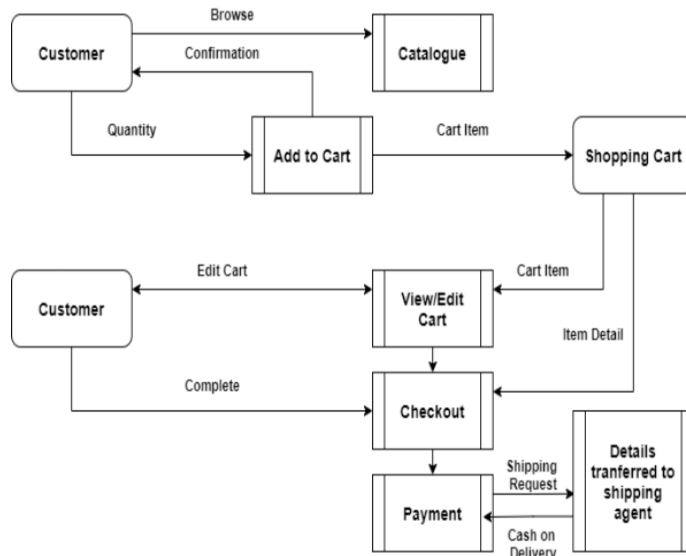 Browse
Customer
Catalogue
Confirmation
Quantity
Cart Item
Add to Cart
Shopping Cart
Edit Cart
Cart Item
Customer
View/Edit
Cart
Item Detail
Complete
Checkout
Shipping
Request
Details
tranferred to
shipping
agent
Payment
Cash on
Delivery